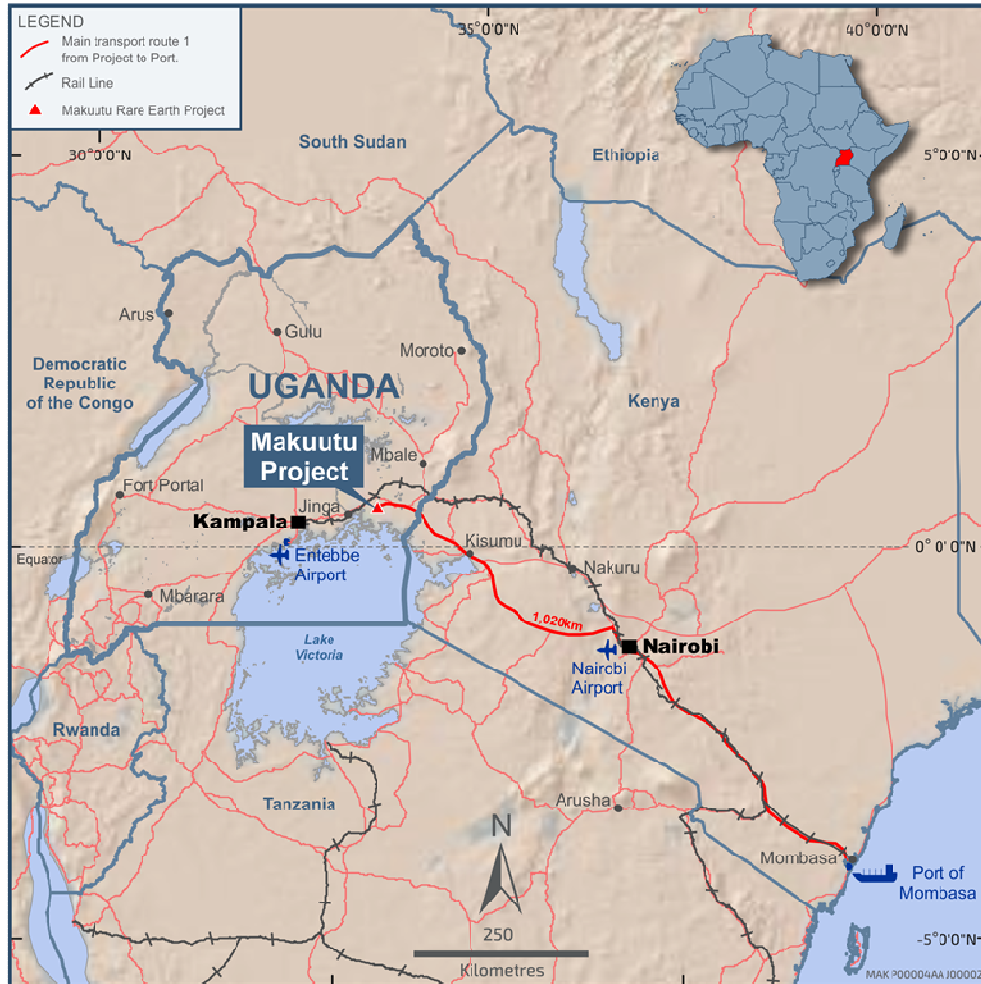 LEGEND
Main transport route 1
from Project to Port.
Rail Line
Makuutu Rare Earth Project
35°0'0"N
40°0'0"N
30°0'0"N
5°0'N
South Sudan
Ethiopia
Arus
Gulu
Moroto
Democratic
Republic
of the Congo
UGANDA
Kenya
Makuutu
Project
Mbale
Fort Portal
Jinga
Kampala
Kisumu
Equator
0°0'0"N
Entebbe
Airport
Nakuru
Mbarara
1,020km
Lake
Victoria
Nairobi
Nairobi
Airport
Rwanda
Tanzania
Arusha
N
Mombasa
Port of
Mombasa
250
Kilometres
-5°0'0"N
MAKP00004AAJ00002